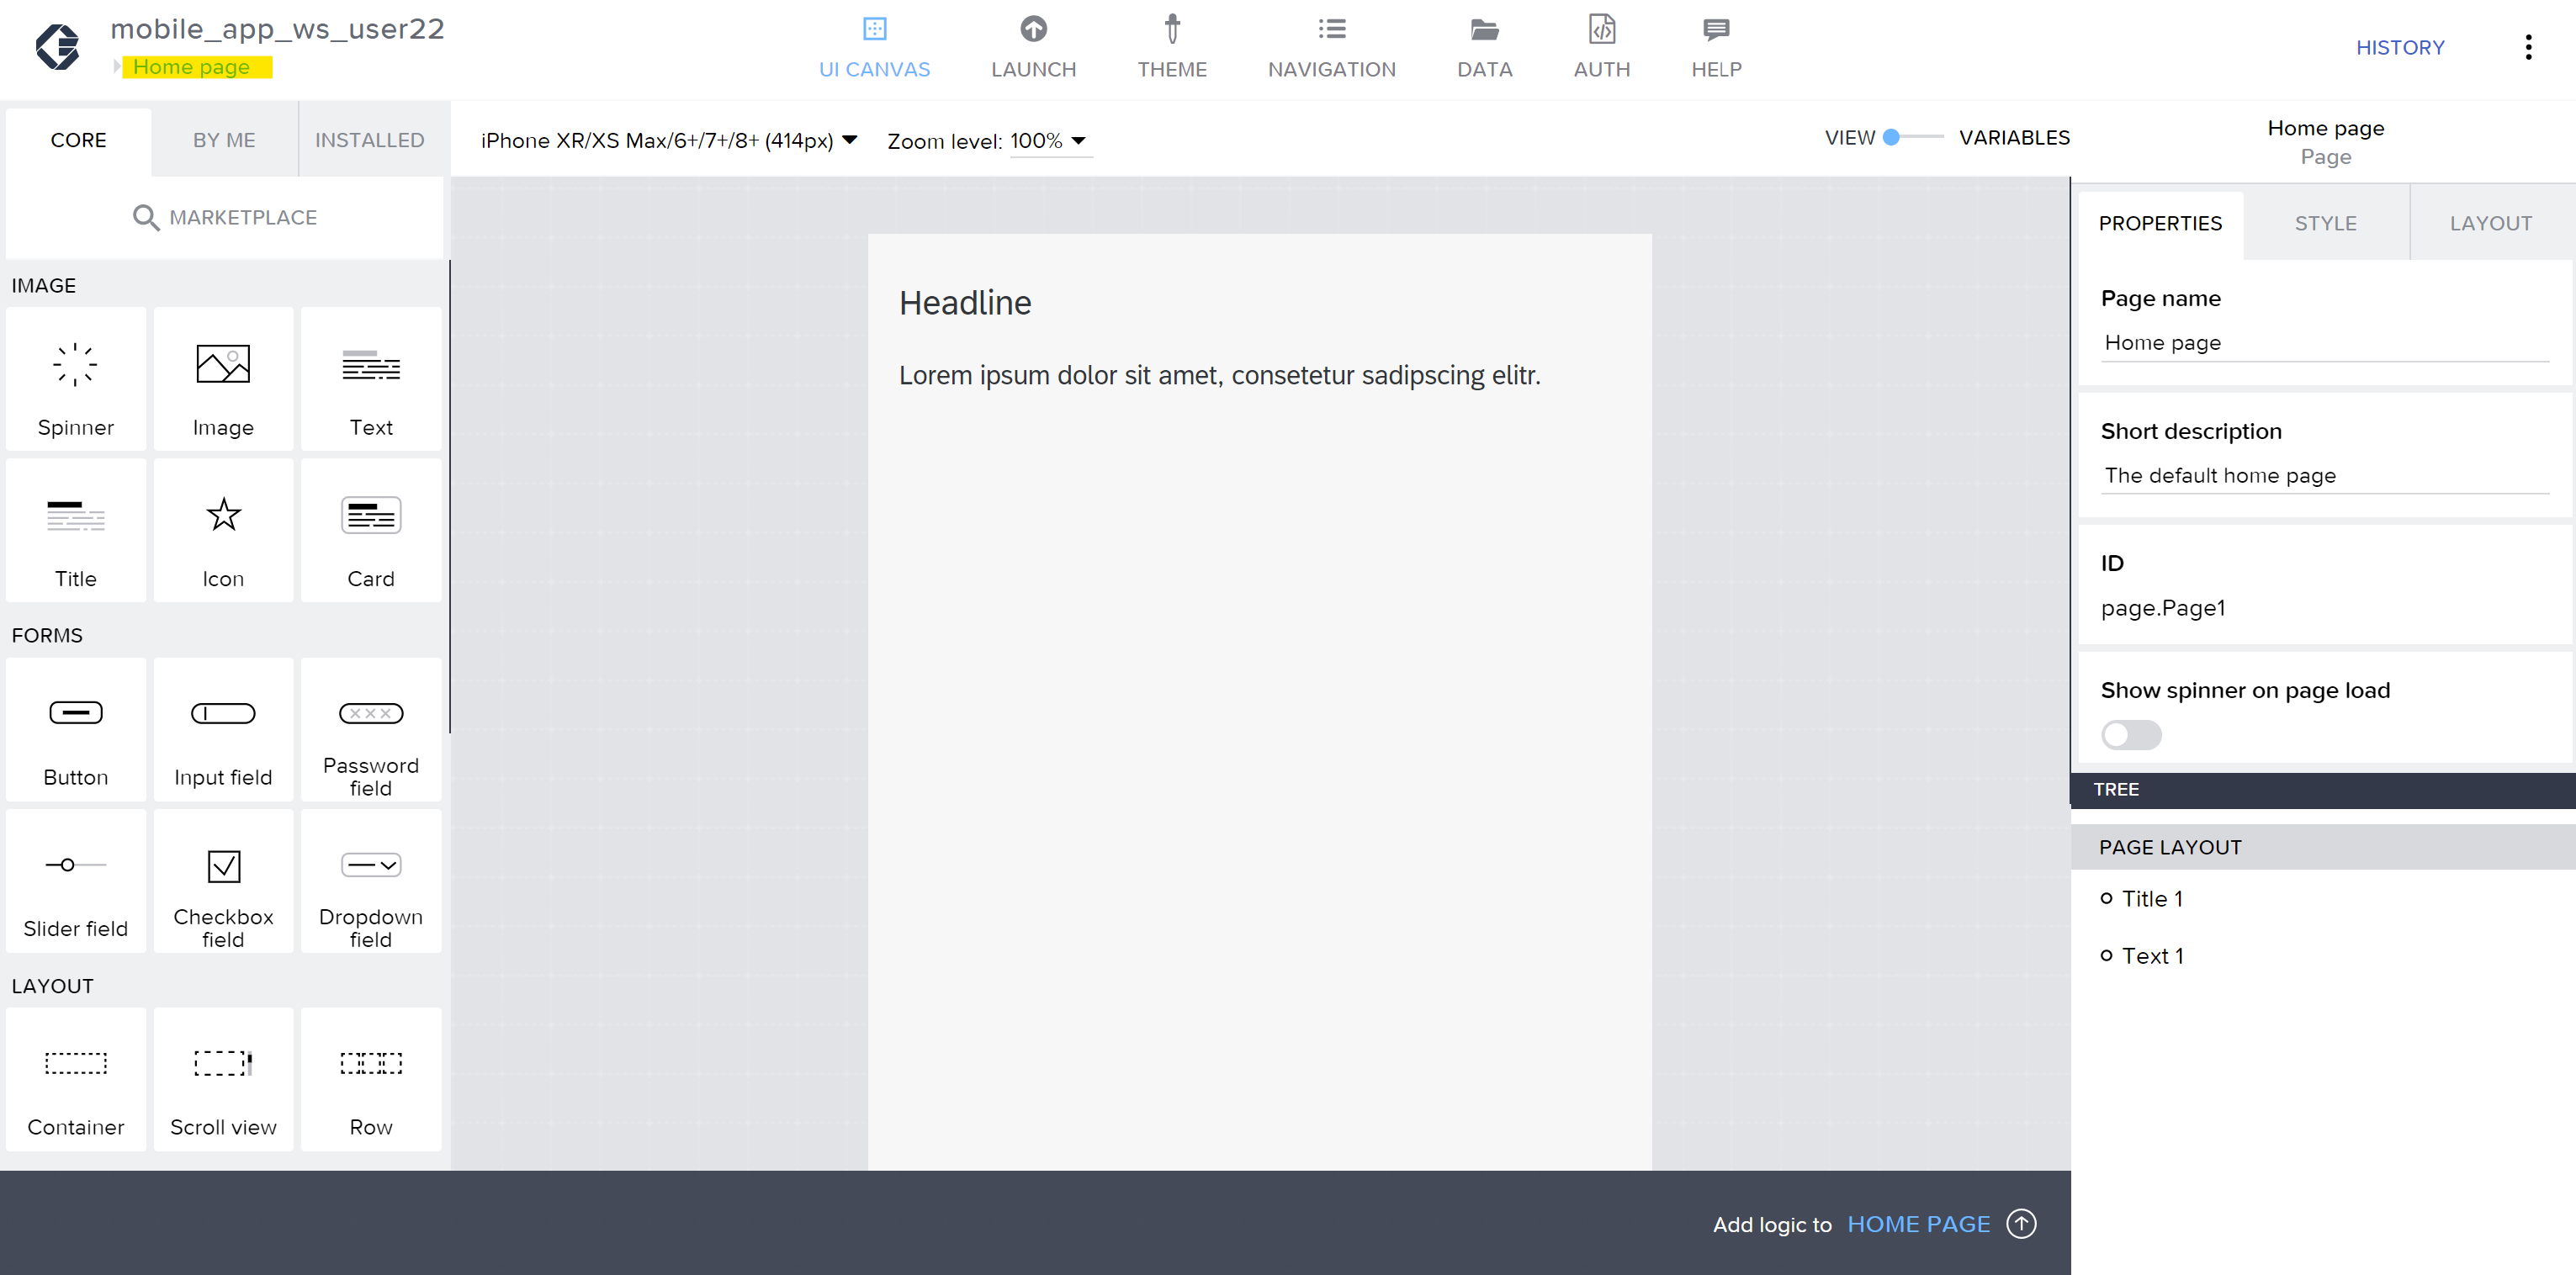 mobile_app_ws_user22
Home page
UI CANVAS
LAUNCH
THEME
NAVIGATION
DATA
AUTH
HELP
HISTORY
CORE
BY ME
INSTALLED
MARKETPLACE
IMAGE
Spinner
Image
Text
Title
Icon
Card
FORMS
Button
Input field
Password
field
Slider field
Checkbox
field
Dropdown
field
LAYOUT
Container
Scroll view
Row
iPhone XR/XS Max/6+/7+/8+ (414px)
Zoom level: 100%
VIEW
VARIABLES
Headline
Lorem ipsum dolor sit amet, consetetur sadipscing elitr.
Add logic to HOME PAGE
Home page
Page
PROPERTIES
STYLE
LAYOUT
Page name
Home page
Short description
The default home page
ID
page.Page1
Show spinner on page load
TREE
PAGE LAYOUT
Title 1
Text 1